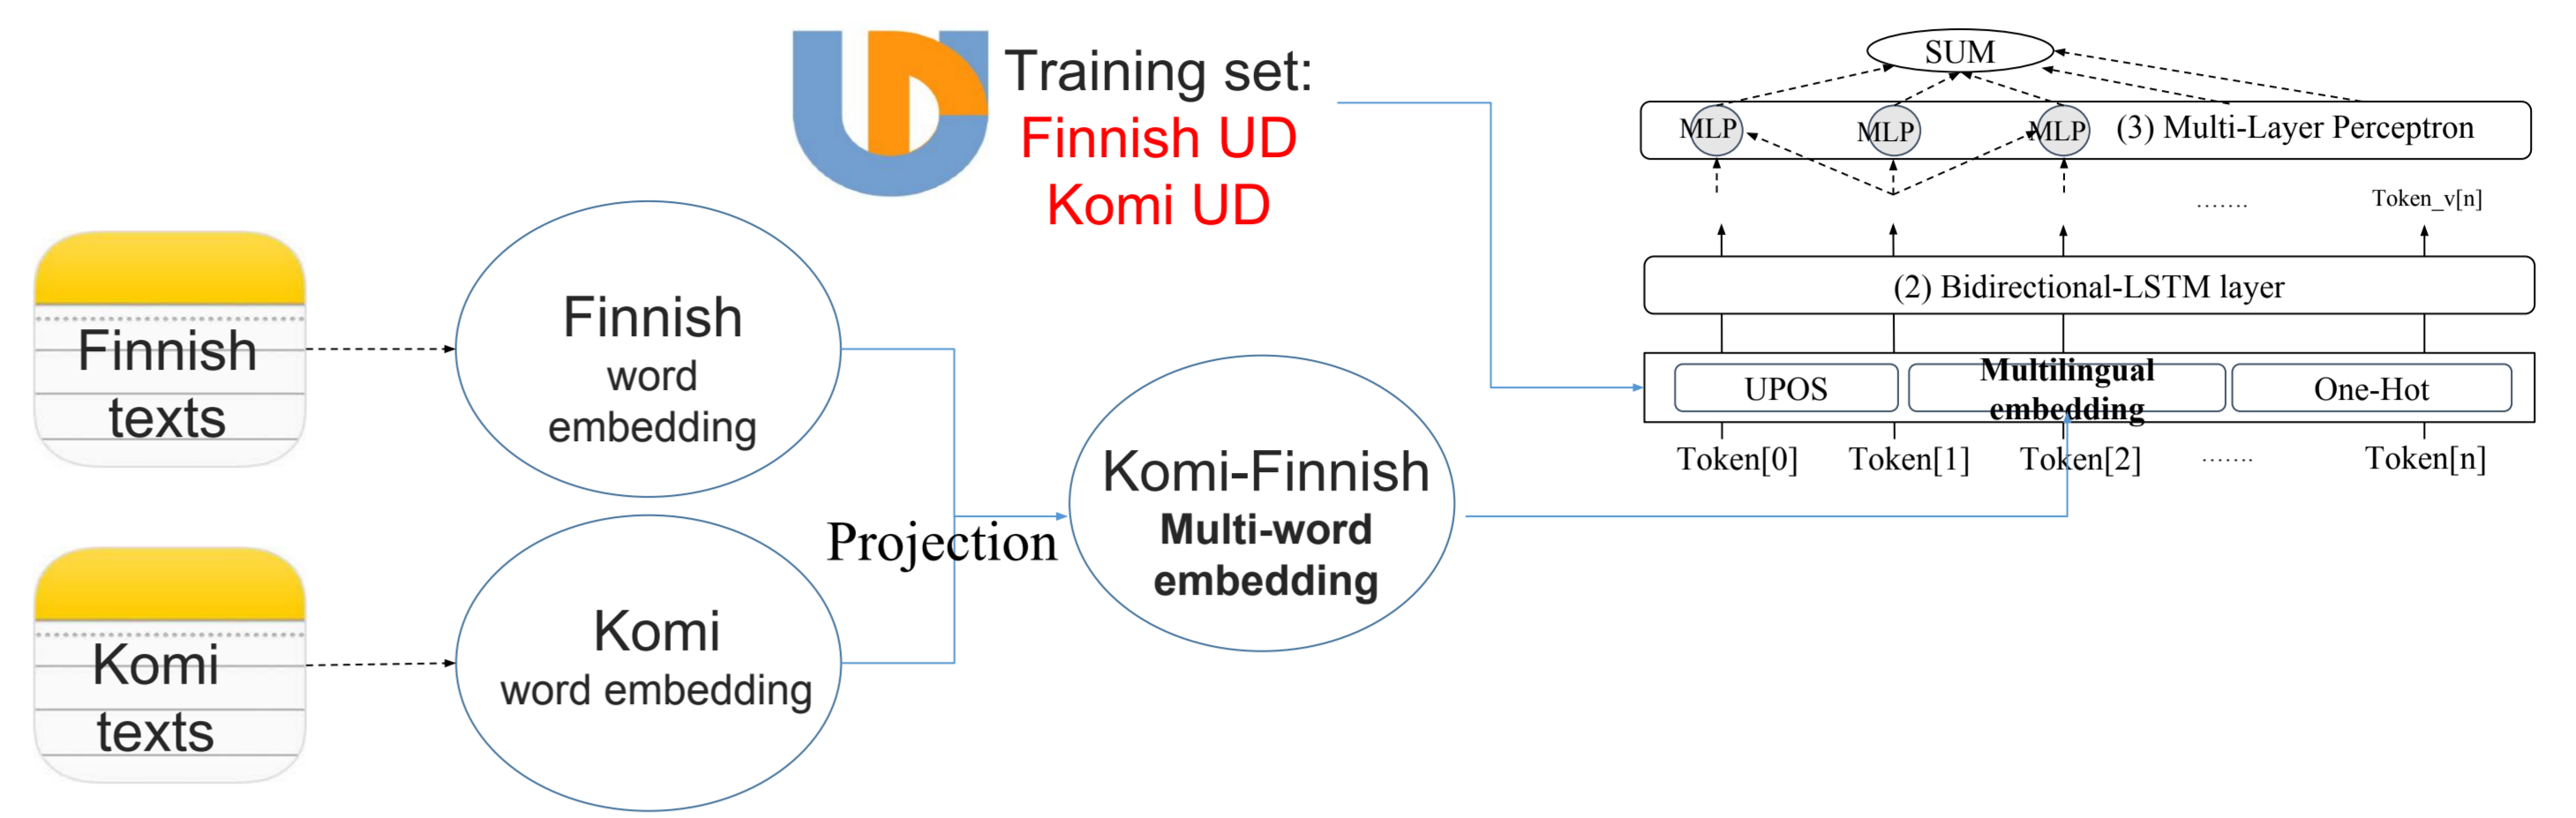 Training set:
Finnish UD
Komi UD
Finnish
texts
Finnish
word
embedding
Komi
texts
Komi
word embedding
Projection
Komi-Finnish
Multi-word
embedding
SUM
MLP MLP MLP (3) Multi-Layer Perceptron
....... Token_v[n]
(2) Bidirectional-LSTM layer
UPOS Multilingual embedding One-Hot
Token[0] Token[1] Token[2] ....... Token[n]